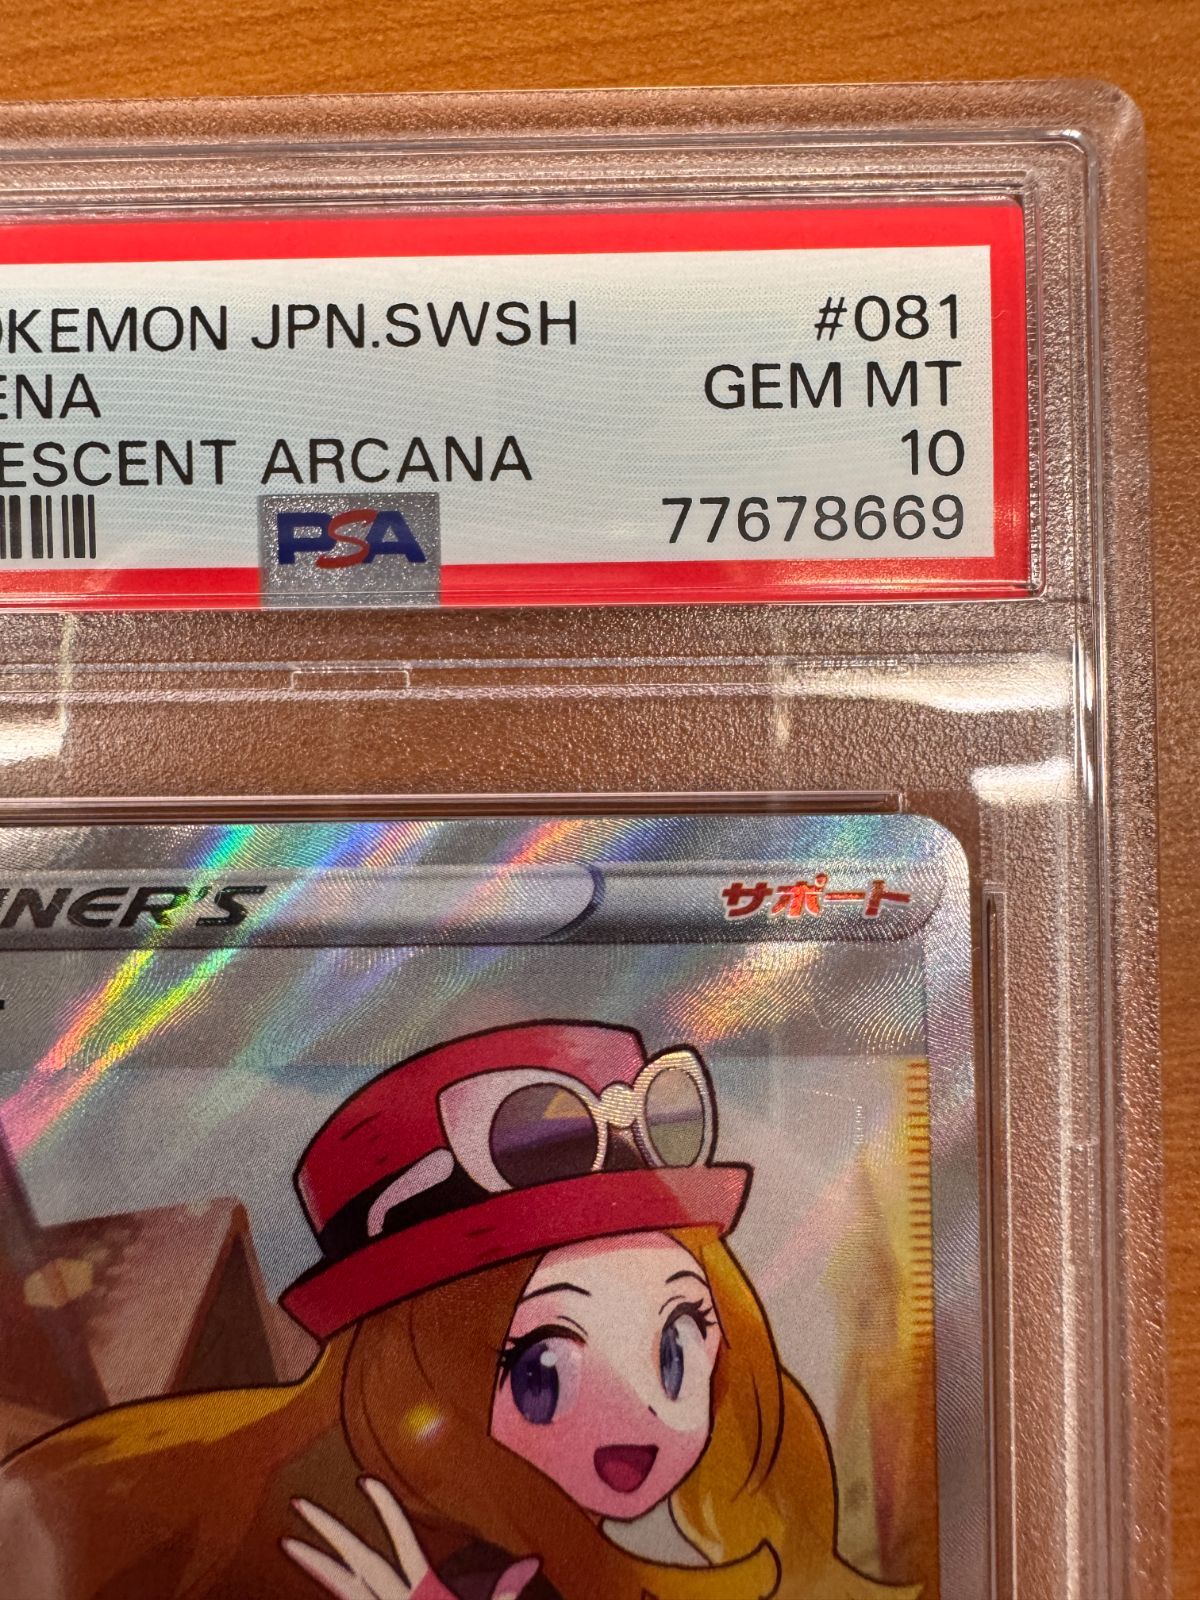 OKEMON JPN.SWSH #081
ENA GEM MT
ESCENT ARCANA 10
PSA 77678669
INER'S サポート